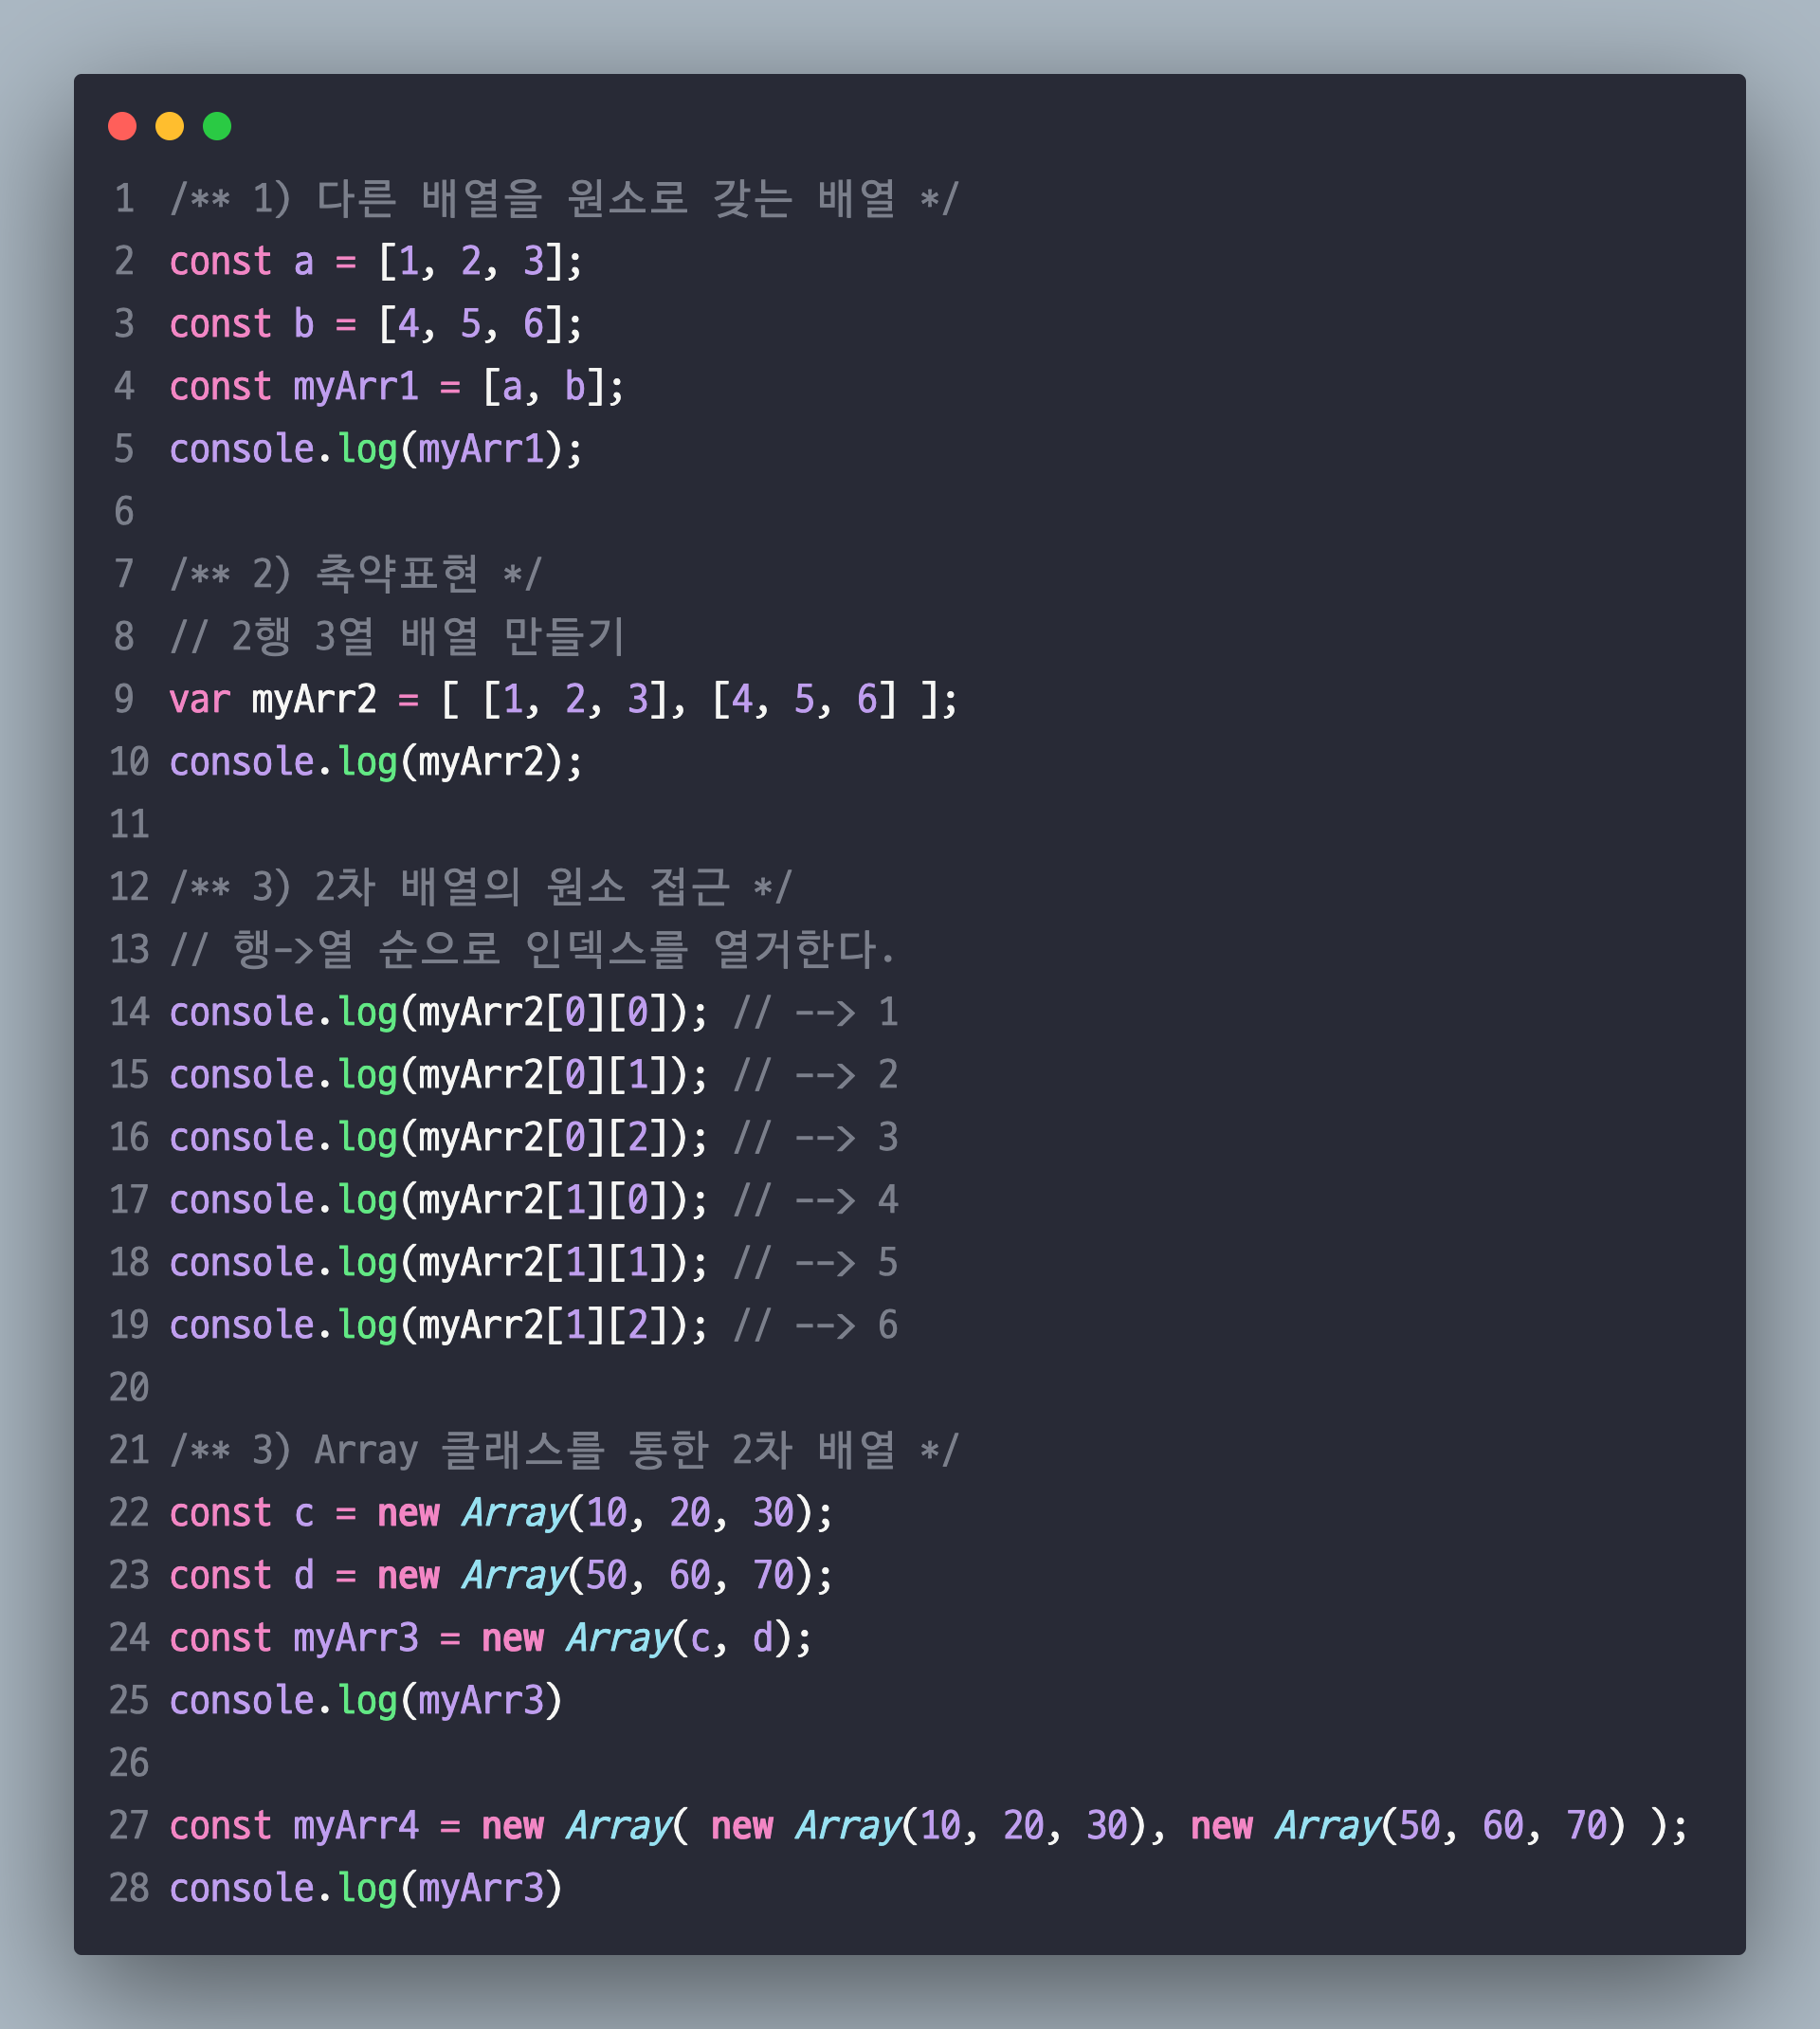 1 /** 1) 다른 배열을 원소로 갖는 배열 */
2 const a = [1, 2, 3];
3 const b = [4, 5, 6];
4 const myArr1 = [a, b];
5 console.log(myArr1);
6
7 /** 2) 축약표현 */
8 // 2행 3열 배열 만들기
9 var myArr2 = [ [1, 2, 3], [4, 5, 6] ];
10 console.log(myArr2);
11
12 /** 3) 2차 배열의 원소 접근 */
13 // 행->열 순으로 인덱스를 열거한다.
14 console.log(myArr2[0][0]); // --> 1
15 console.log(myArr2[0][1]); // --> 2
16 console.log(myArr2[0][2]); // --> 3
17 console.log(myArr2[1][0]); // --> 4
18 console.log(myArr2[1][1]); // --> 5
19 console.log(myArr2[1][2]); // --> 6
20
21 /** 3) Array 클래스를 통한 2차 배열 */
22 const c = new Array(10, 20, 30);
23 const d = new Array(50, 60, 70);
24 const myArr3 = new Array(c, d);
25 console.log(myArr3)
26
27 const myArr4 = new Array( new Array(10, 20, 30), new Array(50, 60, 70) );
28 console.log(myArr3)